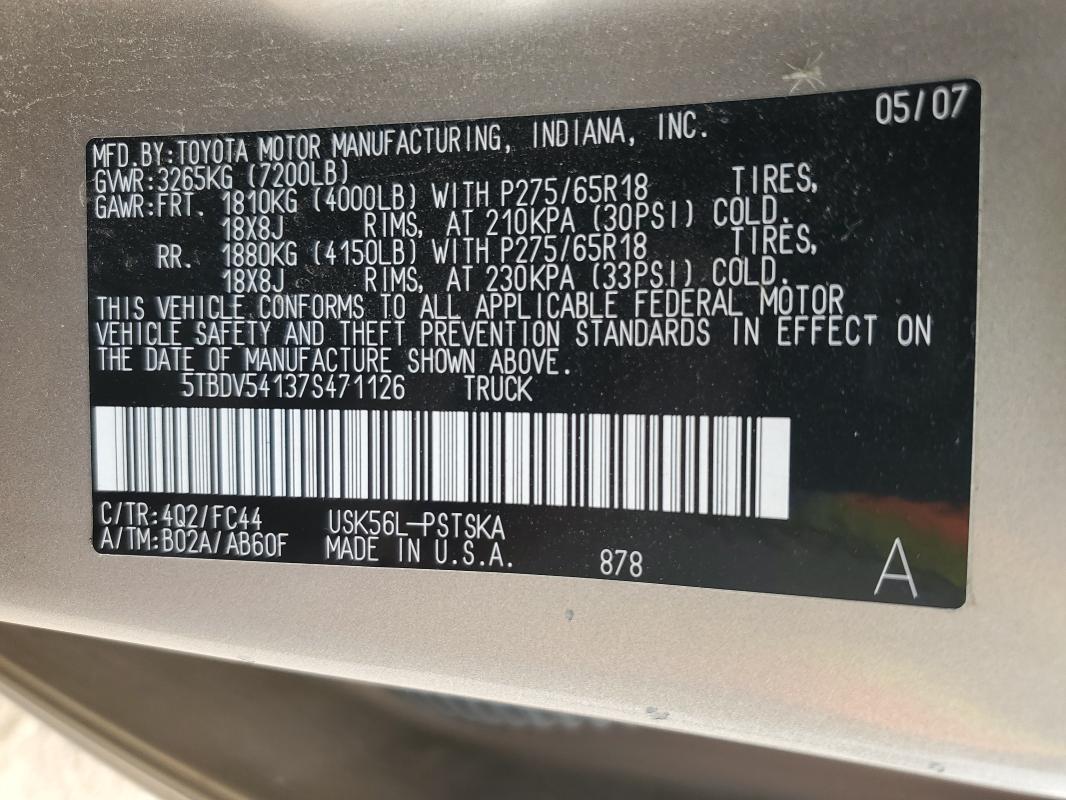 05/07
MFD.BY:TOYOTA MOTOR MANUFACTURING, INDIANA, INC.
GVWR:3265KG (7200LB)
GAWR:FRT. 1810KG (4000LB) WITH P275/65R18 TIRES,
18X8J RIMS, AT 210KPA (30PSI) COLD.
RR. 1880KG (4150LB) WITH P275/65R18 TIRES,
18X8J RIMS, AT 230KPA (33PSI) COLD.
THIS VEHICLE CONFORMS TO ALL APPLICABLE FEDERAL MOTOR
VEHICLE SAFETY AND THEFT PREVENTION STANDARDS IN EFFECT ON
THE DATE OF MANUFACTURE SHOWN ABOVE.
5TBDV54137S471126 TRUCK
C/TR:4Q2/FC44 USK56L-PSTSKA
A/TM:B02A/AB60F MADE IN U.S.A. 878 A